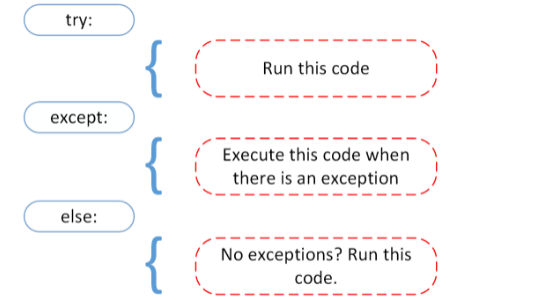 try:
Run this code
except:
Execute this code when
there is an exception
else:
No exceptions? Run this
code.